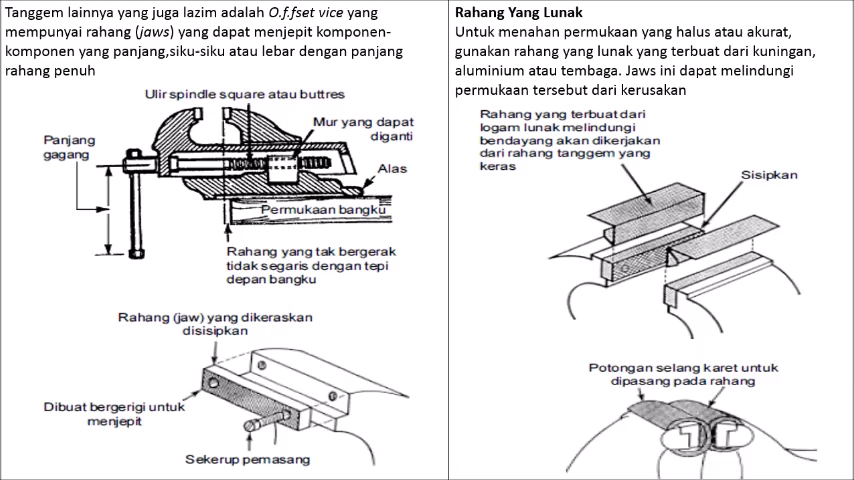 Tanggem lainnya yang juga lazim adalah O.f.fset vice yang
mempunyai rahang (jaws) yang dapat menjepit komponen-
komponen yang panjang,siku-siku atau lebar dengan panjang
rahang penuh
Ulir spindle square atau buttres
Mur yang dapat
diganti
Panjang
gagang
Alas
Permukaan bangku
Rahang yang tak bergerak
tidak segaris dengan tepi
depan bangku
Rahang (jaw) yang dikeraskan
disisipkan
Dibuat bergerigi untuk
menjepit
Sekerup pemasang
Rahang Yang Lunak
Untuk menahan permukaan yang halus atau akurat,
gunakan rahang yang lunak yang terbuat dari kuningan,
aluminium atau tembaga. Jaws ini dapat melindungi
permukaan tersebut dari kerusakan
Rahang yang terbuat dari
logam lunak melindungi
bendayang akan dikerjakan
dari rahang tanggem yang
keras
Sisipkan
Potongan selang karet untuk
dipasang pada rahang